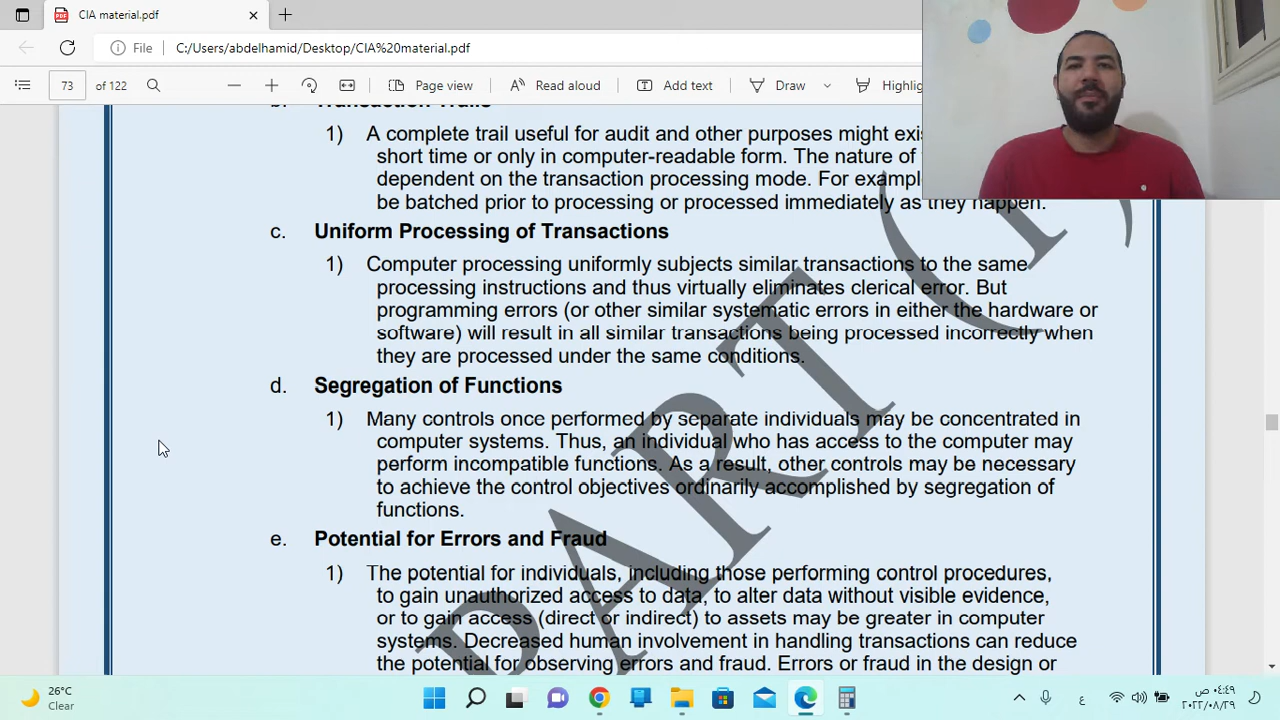 CIA material.pdf
File
C:/Users/abdelhamid/Desktop/CIA%20material.pdf
73 of 122
Page view
Read aloud
Add text
Draw
Highlig
1) A complete trail useful for audit and other purposes might exis
short time or only in computer-readable form. The nature of
dependent on the transaction processing mode. For exampl
be batched prior to processing or processed immediately as they happen.
c. Uniform Processing of Transactions
1) Computer processing uniformly subjects similar transactions to the same
processing instructions and thus virtually eliminates clerical error. But
programming errors (or other similar systematic errors in either the hardware or
software) will result in all similar transactions being processed incorrectly when
they are processed under the same conditions.
d. Segregation of Functions
1) Many controls once performed by separate individuals may be concentrated in
computer systems. Thus, an individual who has access to the computer may
perform incompatible functions. As a result, other controls may be necessary
to achieve the control objectives ordinarily accomplished by segregation of
functions.
e. Potential for Errors and Fraud
1) The potential for individuals, including those performing control procedures,
to gain unauthorized access to data, to alter data without visible evidence,
or to gain access (direct or indirect) to assets may be greater in computer
systems. Decreased human involvement in handling transactions can reduce
the potential for observing errors and fraud. Errors or fraud in the design or
PART
26°C
Clear
ع
٠٤:٤٩ ص
٢٠٢٢/٠٨/٢٩